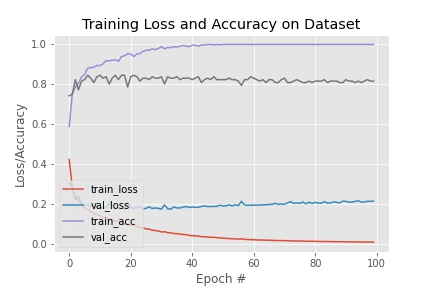 Training Loss and Accuracy on Dataset
Loss/Accuracy
1.0
0.8
0.6
0.4
0.2
0.0
train_loss
val_loss
train_acc
val_acc
0 20 40 60 80 100
Epoch #